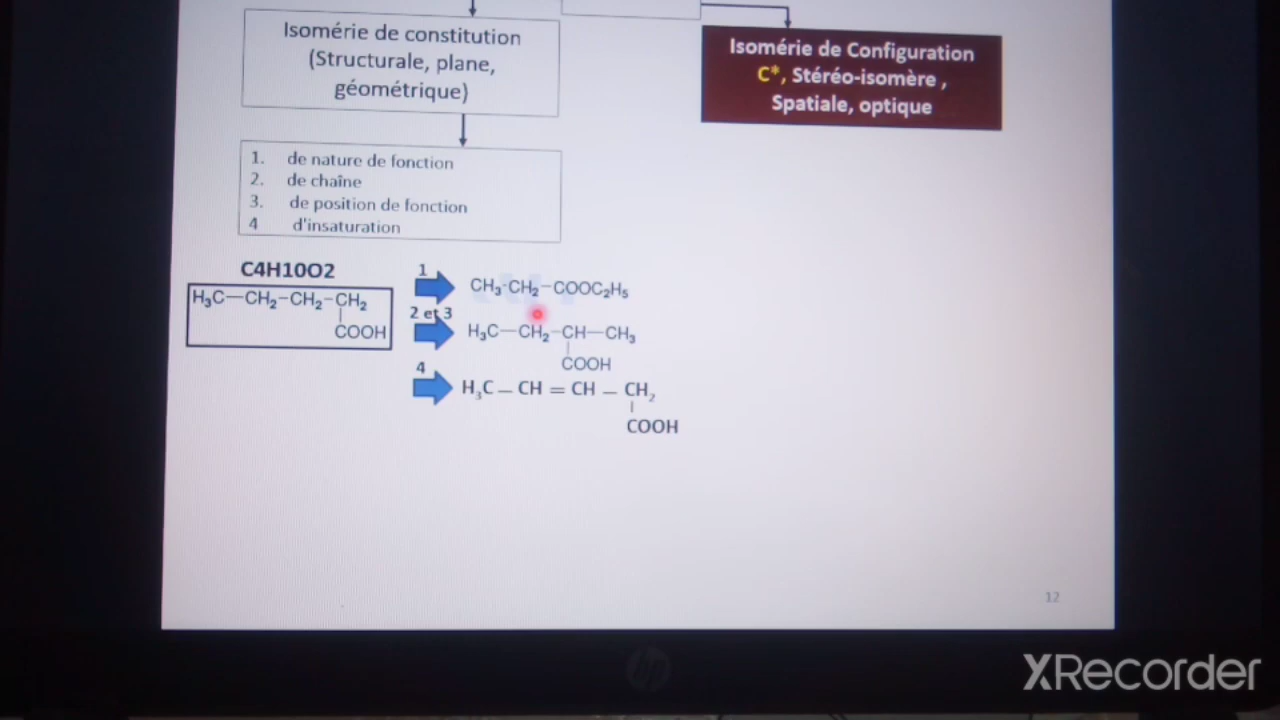 Isomérie de constitution
(Structurale, plane,
géométrique)
Isomérie de Configuration
C*, Stéréo-isomère ,
Spatiale, optique
1. de nature de fonction
2. de chaîne
3. de position de fonction
4 d'insaturation
C4H10O2
H₃C—CH₂-CH₂-CH₂
COOH
1
CH₃-CH₂-COOC₂H₅
2 et 3
H₃C—CH₂-CH—CH₃
COOH
4
H₃C – CH = CH – CH₂
COOH
12
hp
XRecorder